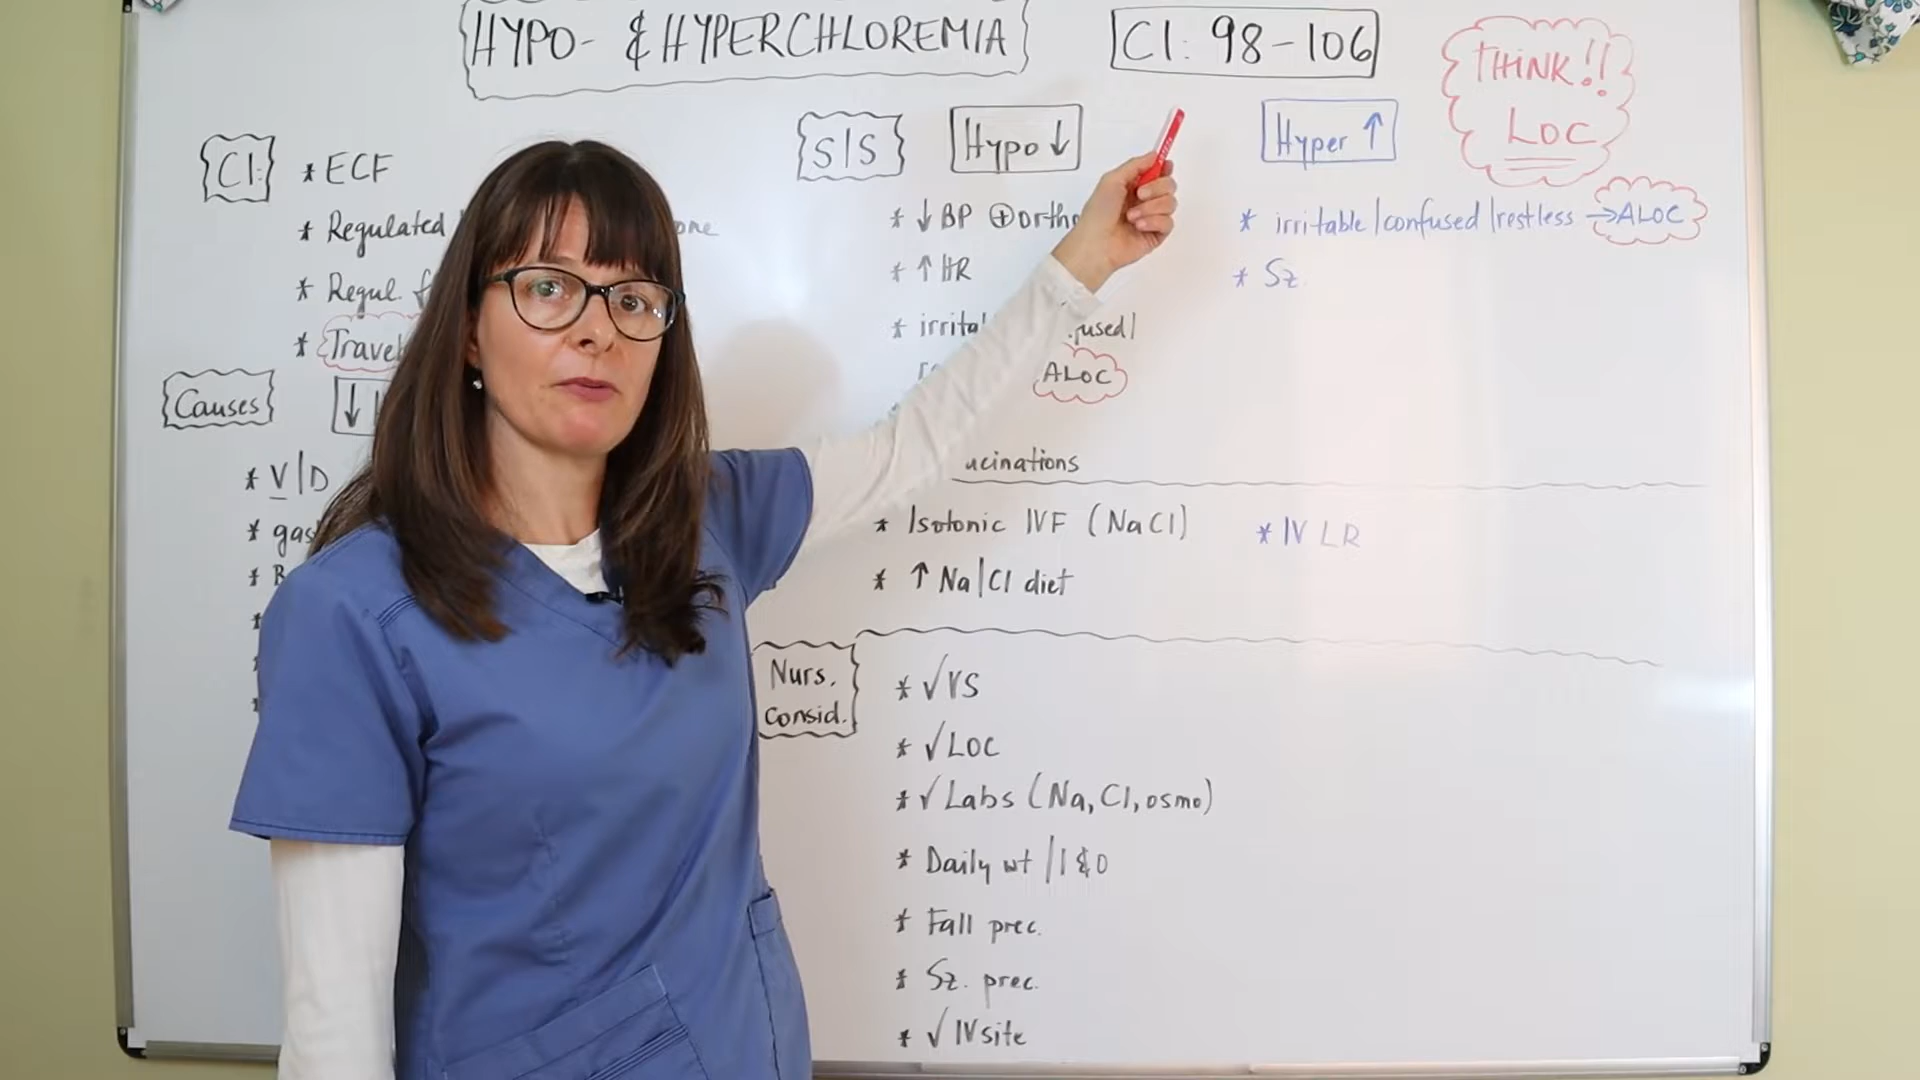 HYPO- & HYPERCHLOREMIA
Cl: 98-106
THINK!!
LOC
Cl:
* ECF
* Regulated
* Regul.
*
Causes
↓
* V/D
*
*
S/S
Hypo ↓
* ↓ BP ⊕ ortho
* ↑ HR
*
ALOC
Hyper ↑
* irritable/confused/restless → ALOC
* Sz
* Isotonic IVF (NaCl)
* ↑ Na/Cl diet
* IV LR
Nurs.
Consid.
* √ VS
* √ LOC
* √ Labs (Na, Cl, osmo)
* Daily wt / I & O
* Fall prec.
* Sz. prec.
* √ IV site